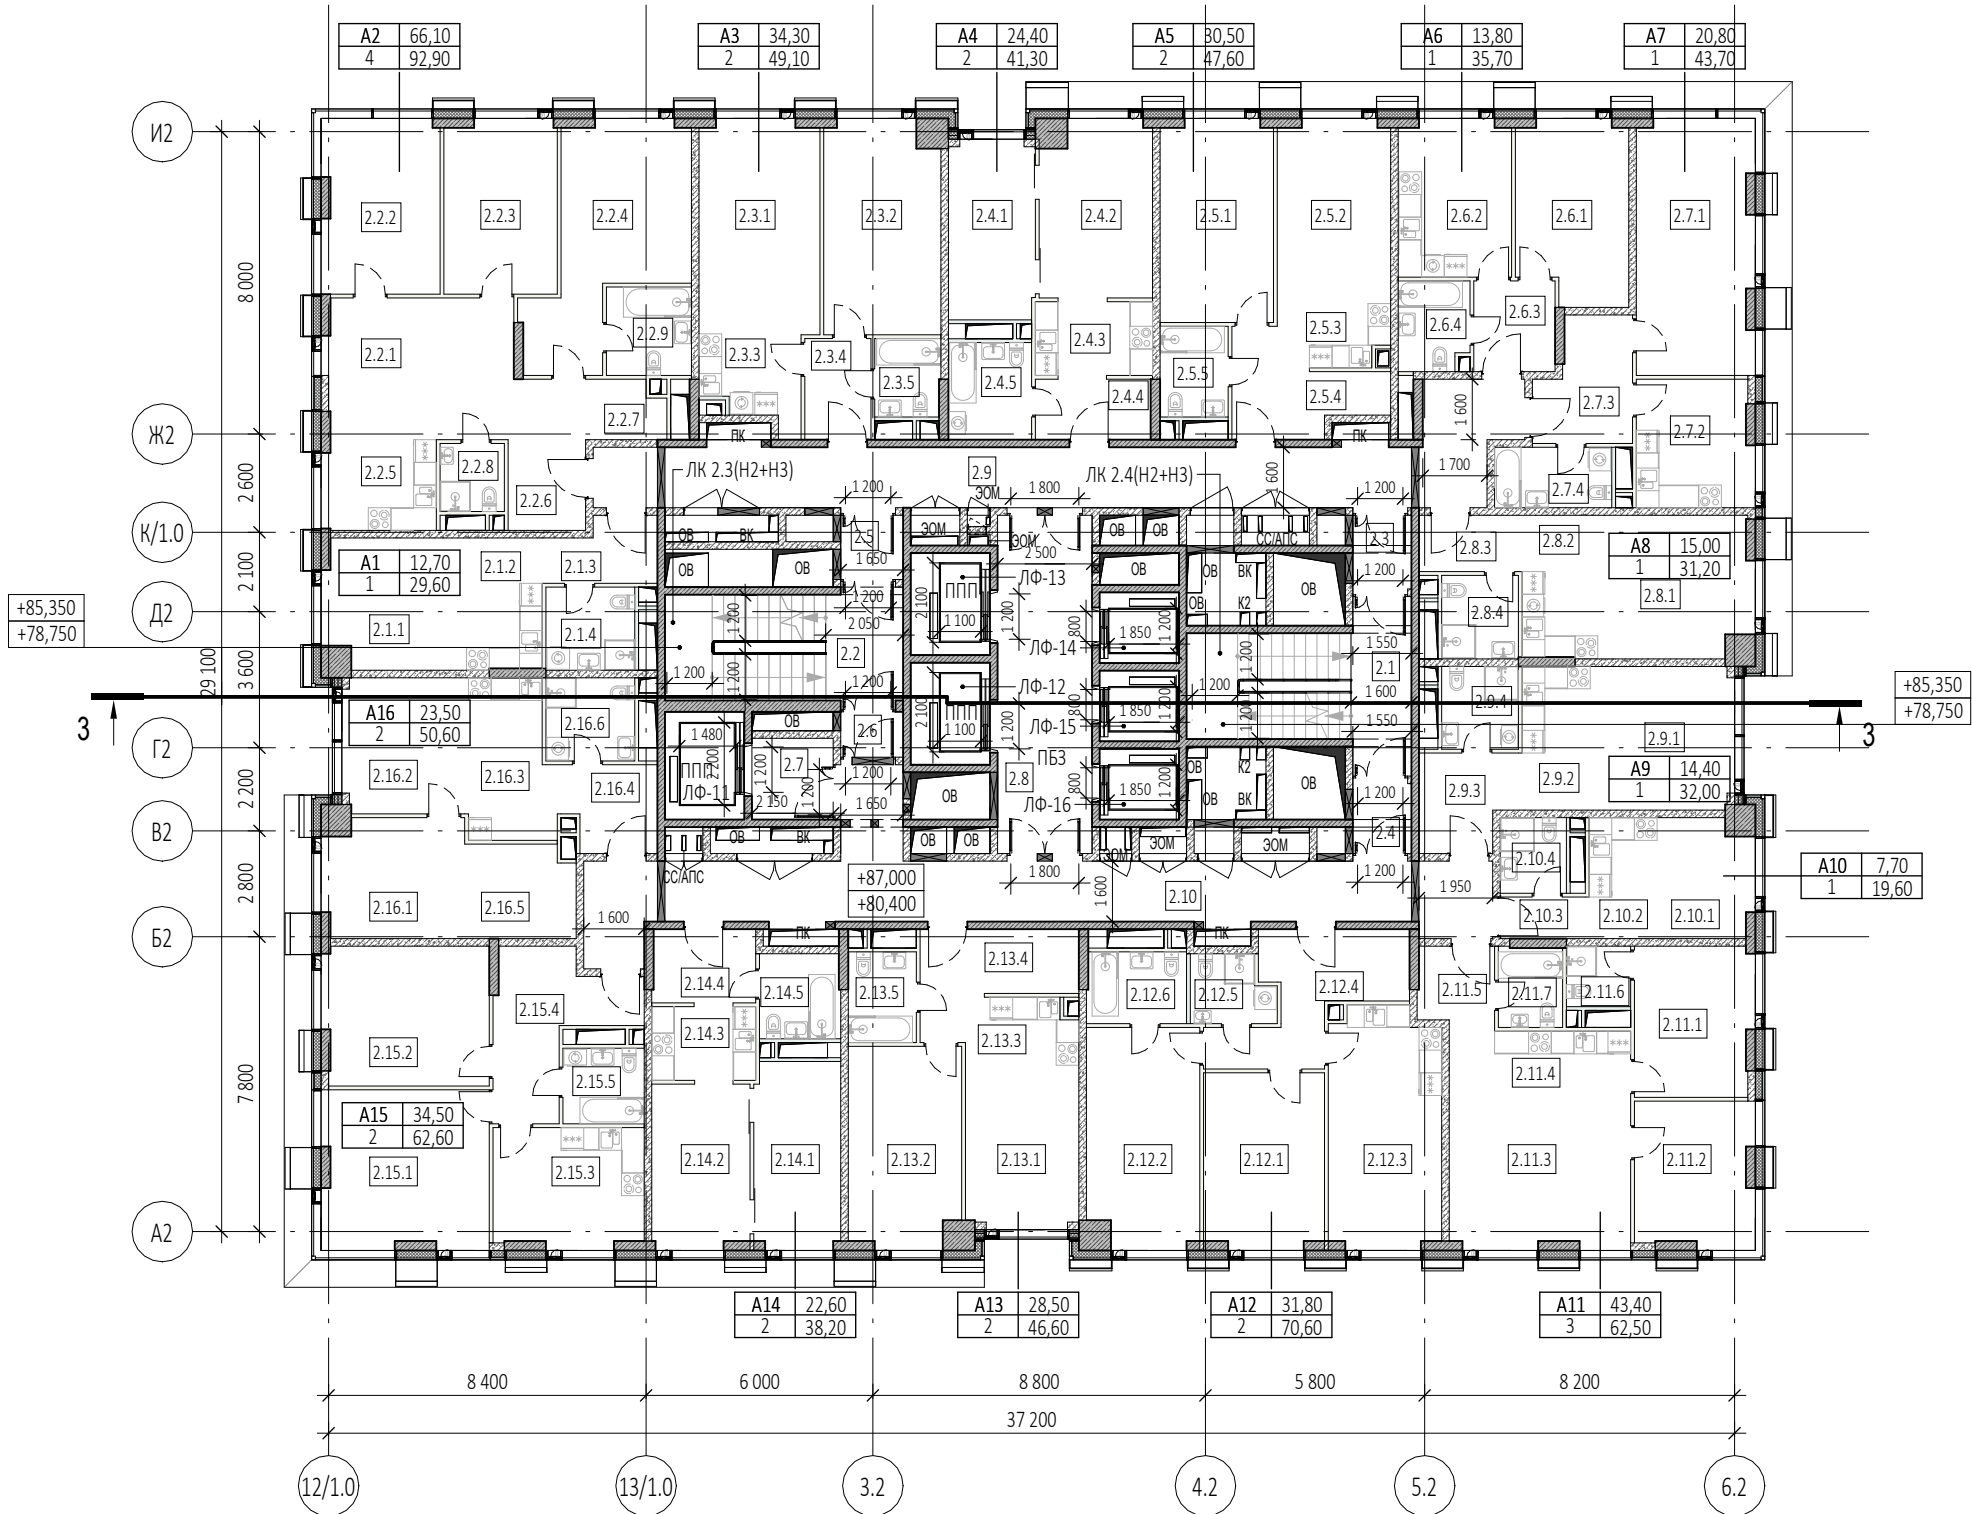 А2 66,10
4 92,90
А3 34,30
2 49,10
А4 24,40
2 41,30
А5 30,50
2 47,60
А6 13,80
1 35,70
А7 20,80
1 43,70
И2
2.2.2
2.2.3
2.2.4
2.3.1
2.3.2
2.4.1
2.4.2
2.5.1
2.5.2
2.6.2
2.6.1
2.7.1
8 000
2.2.1
2.2.9
2.3.3
2.3.4
2.3.5
2.4.3
2.4.5
2.4.4
2.5.3
2.5.5
2.5.4
2.6.4
2.6.3
2.7.3
1 600
Ж2
2.2.7
ПК
ПК
2.7.2
2.2.5
2.2.8
2.2.6
ЛК 2.3(Н2+Н3)
2.9
ЛК 2.4(Н2+Н3)
1 600
1 700
2.7.4
2 600
1 200
ЭОМ
1 800
1 200
К/1.0
ОВ
ВК
2.5
ЭОМ
ЭОМ
ОВ
ОВ
СС/АПС
2.3
2.8.3
2.8.2
А1 12,70
1 29,60
2.1.2
2.1.3
ОВ
ОВ
1 650
2 500
ЛФ-13
ОВ
ОВ
ВК
ОВ
А8 15,00
1 31,20
2 100
+85,350
+78,750
Д2
2.1.1
2.1.4
1 200
1 200
2 050
2 100
ППП
1 100
1 200
800
1 850
1 200
ОВ
К2
1 200
2.8.4
2.8.1
ЛФ-14
2.2
1 550
2.1
29 100
3 600
1 200
1 200
1 200
ЛФ-12
1 200
1 200
1 600
+85,350
+78,750
3
А16 23,50
2 50,60
2.16.6
1 480
2 200
ОВ
2.6
2 100
ППП
1 100
1 200
800
1 850
1 200
ЛФ-15
1 200
1 550
2.9.4
2.9.1
3
Г2
2.16.2
2.16.3
2.16.4
ППП
ЛФ-11
1 200
2.7
1 200
2 150
1 200
1 650
2.8
ПБЗ
ОВ
ЛФ-16
800
1 850
1 200
ОВ
К2
ОВ
ВК
ОВ
1 200
2.9.3
2.9.2
А9 14,40
1 32,00
2 200
В2
ОВ
ВК
ОВ
ОВ
ЭОМ
ЭОМ
ЭОМ
2.4
1 200
2.10.4
А10 7,70
1 19,60
СС/АПС
+87,000
+80,400
1 800
1 600
2.10
1 950
2 800
2.16.1
2.16.5
1 600
2.10.3
2.10.2
2.10.1
Б2
ПК
ПК
2.15.4
2.14.4
2.14.5
2.13.5
2.13.4
2.12.6
2.12.5
2.12.4
2.11.5
2.11.7
2.11.6
2.15.2
2.14.3
2.13.3
2.11.1
2.15.5
2.11.4
7 800
А15 34,50
2 62,60
2.15.1
2.15.3
2.14.2
2.14.1
2.13.2
2.13.1
2.12.2
2.12.1
2.12.3
2.11.3
2.11.2
А2
А14 22,60
2 38,20
А13 28,50
2 46,60
А12 31,80
2 70,60
А11 43,40
3 62,50
8 400
6 000
8 800
5 800
8 200
37 200
12/1.0
13/1.0
3.2
4.2
5.2
6.2